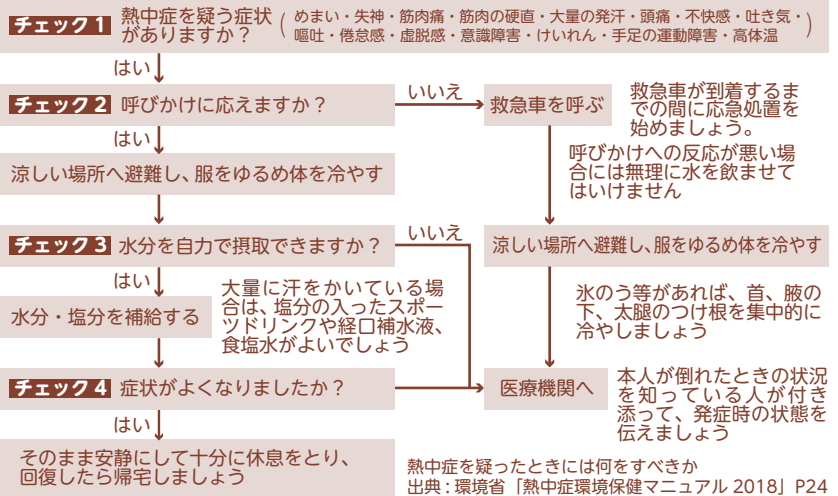 チェック1 熱中症を疑う症状
がありますか？
(めまい・失神・筋肉痛・筋肉の硬直・大量の発汗・頭痛・不快感・吐き気・
嘔吐・倦怠感・虚脱感・意識障害・けいれん・手足の運動障害・高体温)
はい
チェック2 呼びかけに応えますか？
いいえ
救急車を呼ぶ
救急車が到着するま
での間に応急処置を
始めましょう。
呼びかけへの反応が悪い場
合には無理に水を飲ませて
はいけません
はい
涼しい場所へ避難し、服をゆるめ体を冷やす
チェック3 水分を自力で摂取できますか？
いいえ
涼しい場所へ避難し、服をゆるめ体を冷やす
はい
水分・塩分を補給する
大量に汗をかいている場
合は、塩分の入ったスポー
ツドリンクや経口補水液、
食塩水がよいでしょう
氷のう等があれば、首、腋の
下、太腿のつけ根を集中的に
冷やしましょう
チェック4 症状がよくなりましたか？
医療機関へ
本人が倒れたときの状況
を知っている人が付き
添って、発症時の状態を
伝えましょう
はい
そのまま安静にして十分に休息をとり、
回復したら帰宅しましょう
熱中症を疑ったときには何をすべきか
出典：環境省「熱中症環境保健マニュアル 2018」P24